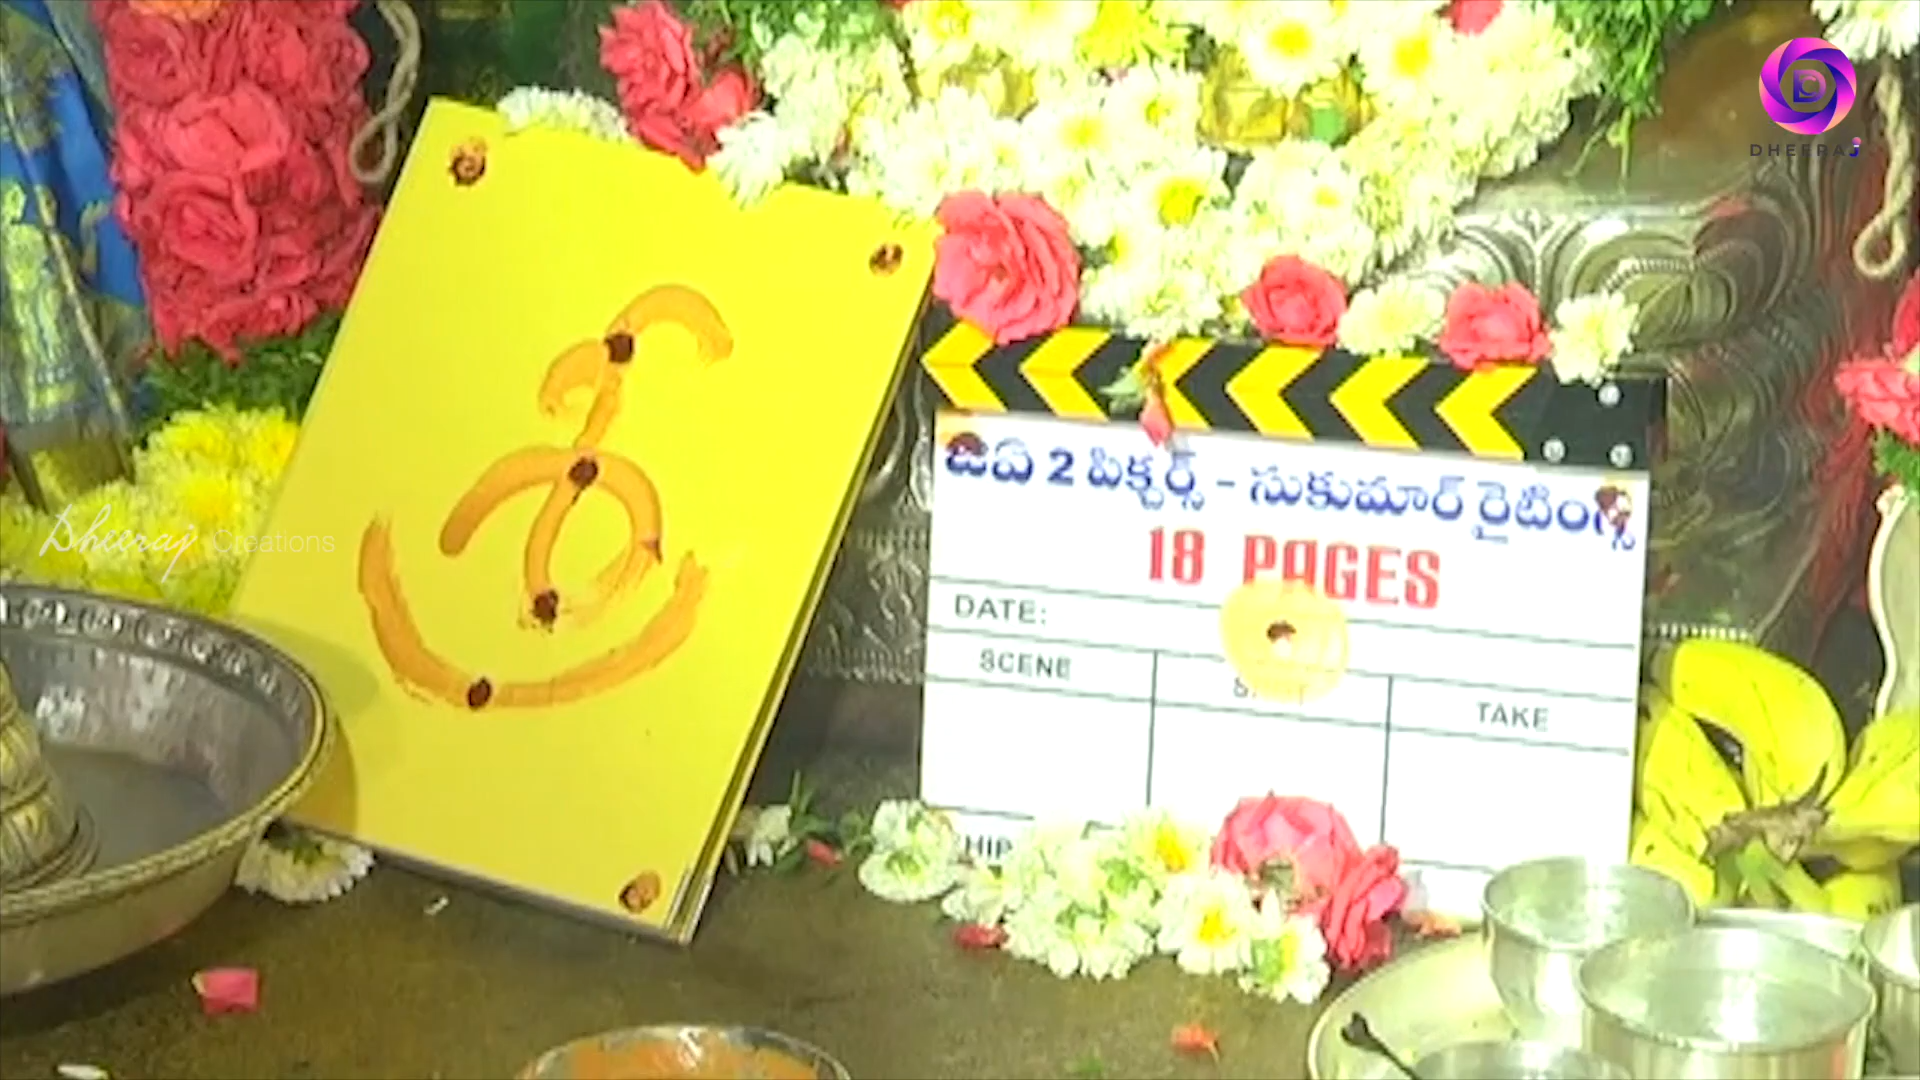 DHEERAJ
శ్రీ
జిఏ 2 పిక్చర్స్ - సుకుమార్ రైటింగ్స్
18 PAGES
DATE:
SCENE
TAKE
Dheeraj Creations